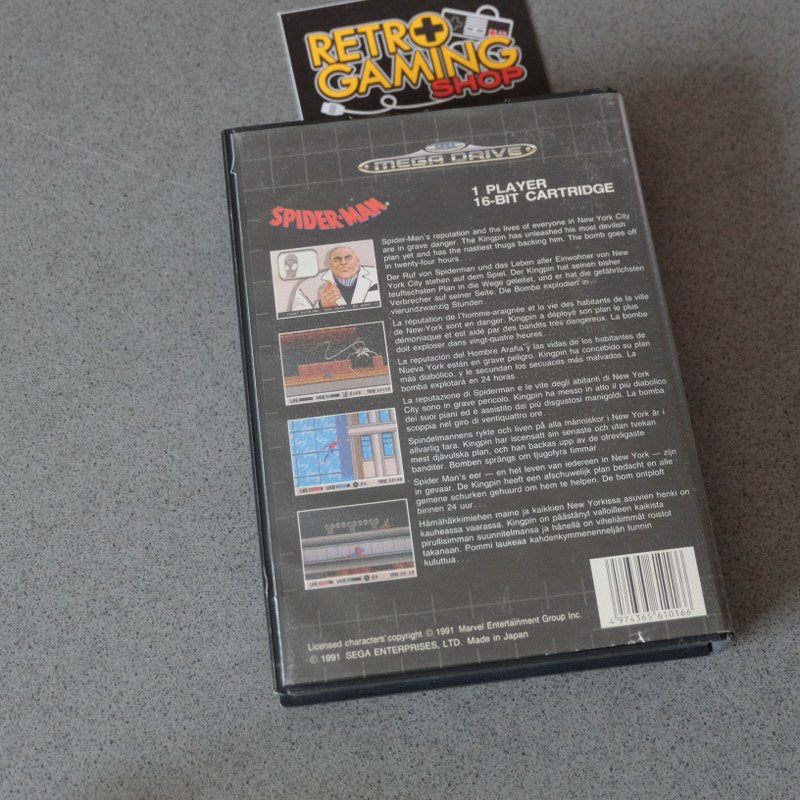 RETRO
GAMING
SHOP
SEGA
MEGA DRIVE
SPIDER-MAN
1 PLAYER
16-BIT CARTRIDGE
Spider-Man's reputation and the lives of everyone in New York City
are in grave danger. The Kingpin has unleashed his most devilish
plan yet and has the nastiest thugs backing him. The bomb goes off
in twenty-four hours.
Der Ruf von Spiderman und das Leben aller Einwohner von New
York City stehen auf dem Spiel. Der Kingpin hat seinen bisher
teuflischsten Plan in die Wege geleitet, und er hat die gefährlichsten
Verbrecher auf seiner Seite. Die Bombe explodiert in
vierundzwanzig Stunden . . .
La réputation de l'homme-araignée et la vie des habitants de la ville
de New-York sont en danger. Kingpin a déployé son plan le plus
démoniaque et est aidé par des bandits très dangereux. La bombe
doit exploser dans vingt-quatre heures. . .
La reputación del Hombre Araña y las vidas de los habitantes de
Nueva York están en grave peligro. Kingpin ha concebido su plan
más diabólico, y le secundan los secuaces más malvados. La
bomba explotará en 24 horas . . .
La reputazione di Spiderman e le vite degli abitanti di New York
City sono in grave pericolo. Kingpin ha messo in atto il più diabolico
dei suoi piani ed è assistito dai più disgustosi manigoldi. La bomba
scoppia nel giro di ventiquattro ore . . .
Spindelmannens rykte och liven på alla människor i New York är i
allvarlig fara. Kingpin har iscensatt sin senaste och utan tvekan
mest djävulska plan, och han backas upp av de otrevligaste
banditer. Bomben sprängs om tjugofyra timmar. . .
Spider Man's eer — en het leven van iedereen in New York — zijn
in gevaar. De Kingpin heeft een afschuwelijk plan bedacht en alle
gemene schurken gehuurd om hem te helpen. De bom ontploft
binnen 24 uur . . .
Hämähäkkimiehen maine ja kaikkien New Yorkissa asuvien henki on
kauheassa vaarassa. Kingpin on päästänyt valloilleen kaikista
pirullisimman suunnitelmansa ja hänellä on viheliäimmät roistot
takanaan. Pommi laukeaa kahdenkymmenenneljän tunnin
kuluttua . . .
4 974365 610166
Licensed characters' copyright © 1991 Marvel Entertainment Group Inc.
© 1991 SEGA ENTERPRISES, LTD. Made in Japan